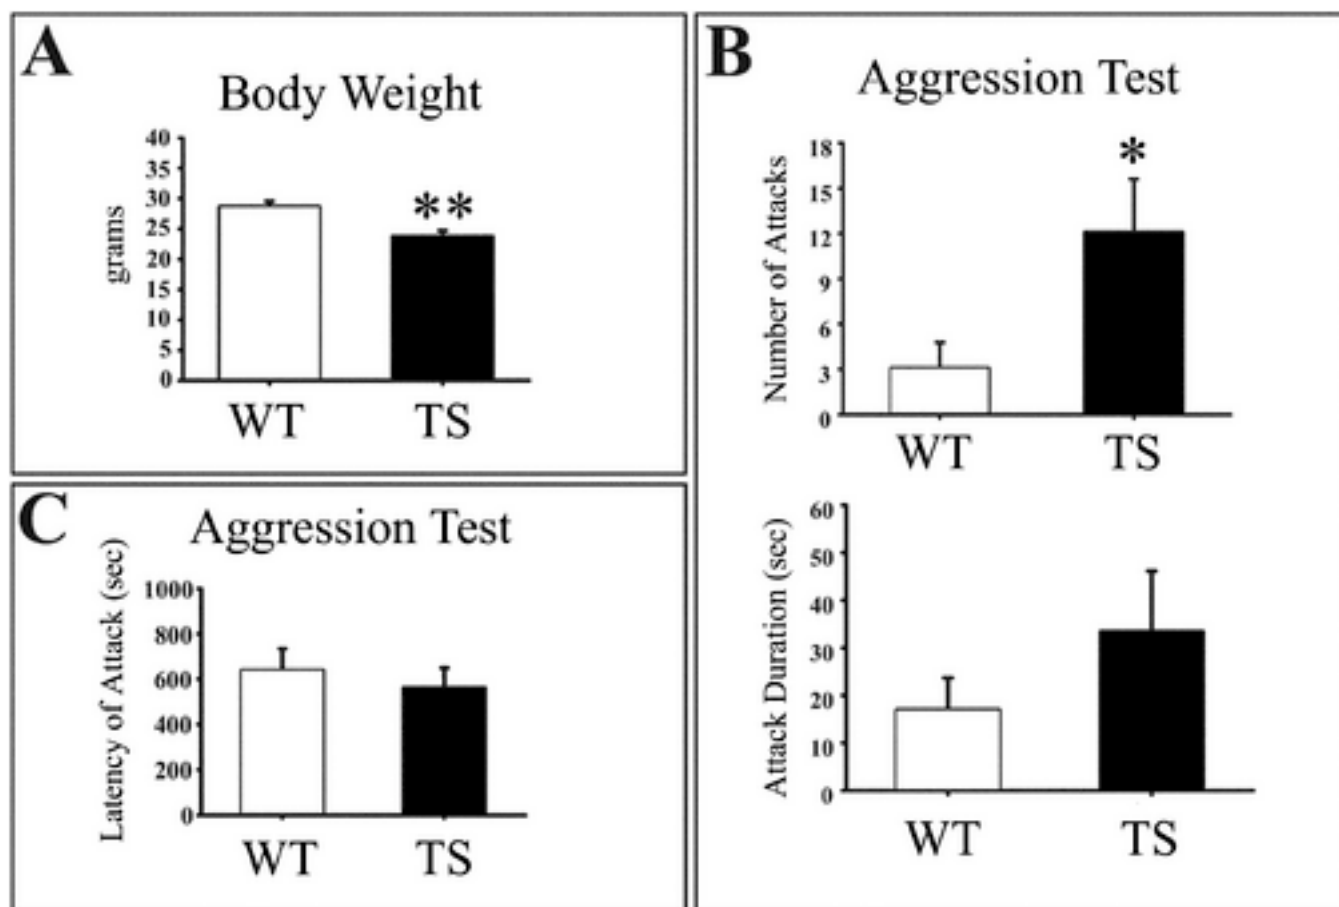 A
Body Weight
grams
40
35
30
25
20
15
10
5
0
**
WT TS
B
Aggression Test
Number of Attacks
18
15
12
9
6
3
0
*
WT TS
Attack Duration (sec)
60
50
40
30
20
10
0
WT TS
C
Aggression Test
Latency of Attack (sec)
1000
800
600
400
200
0
WT TS